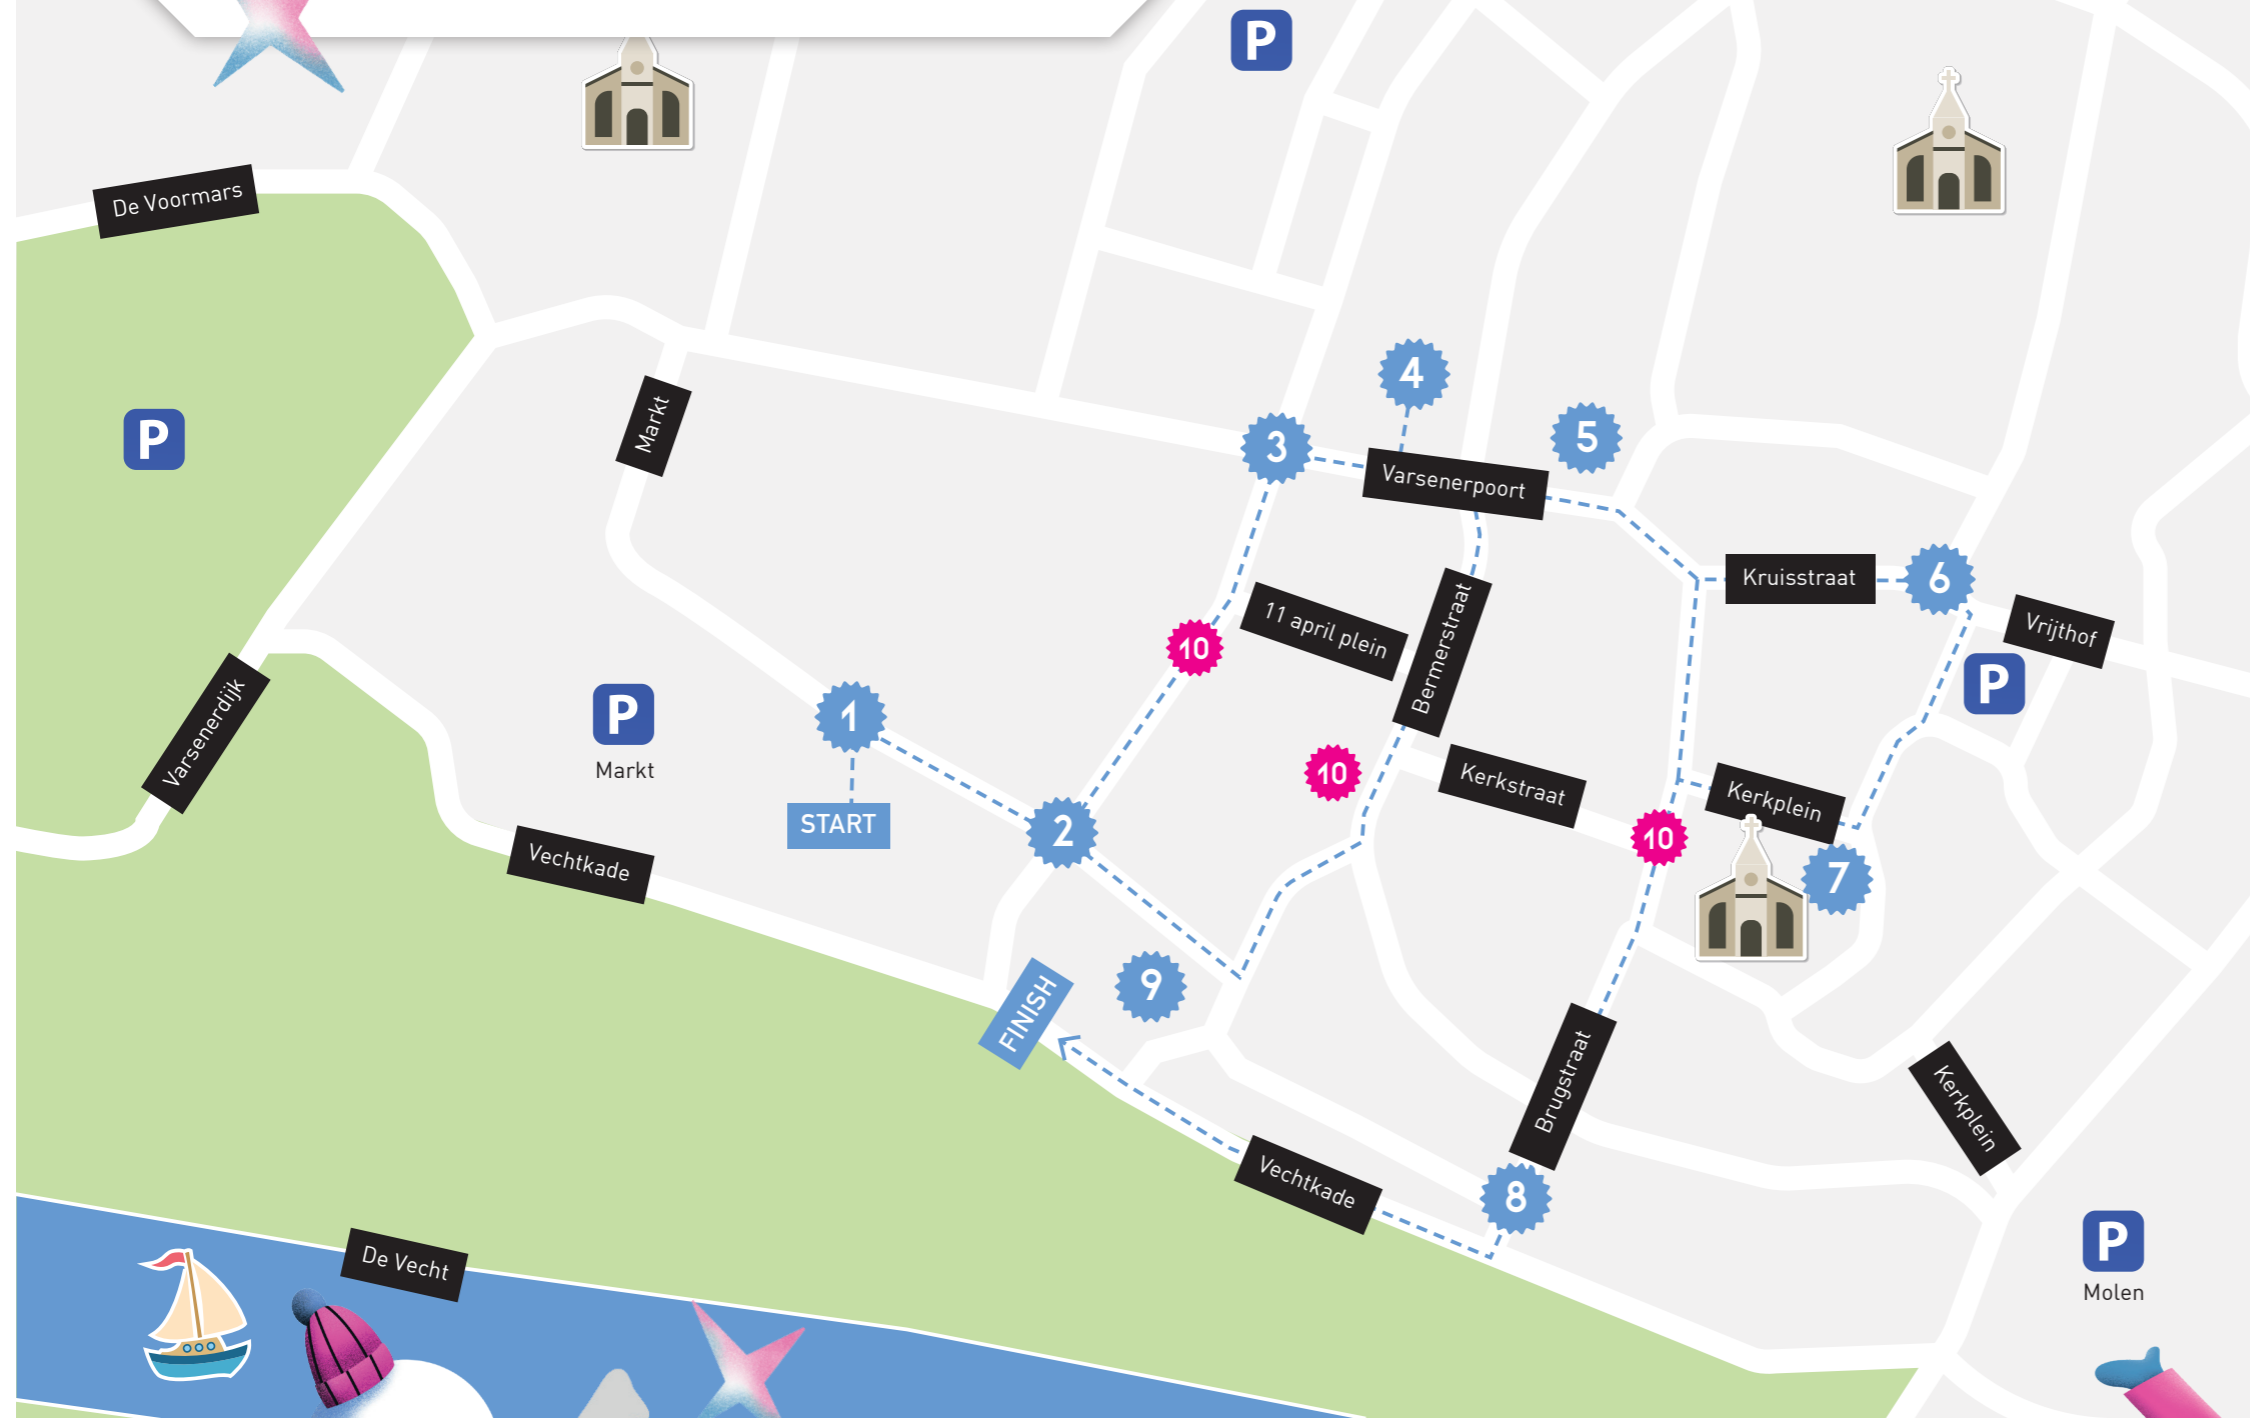 P
De Voormars
4
Markt
P
3
5
Varsenerpoort
Kruisstraat
6
11 april plein
Bermerstraat
Vrijthof
10
P
Varsenerdijk
P
Markt
1
10
Kerkstraat
Kerkplein
START
2
10
Vechtkade
7
9
FINISH
Brugstraat
Kerkplein
Vechtkade
8
P
Molen
De Vecht